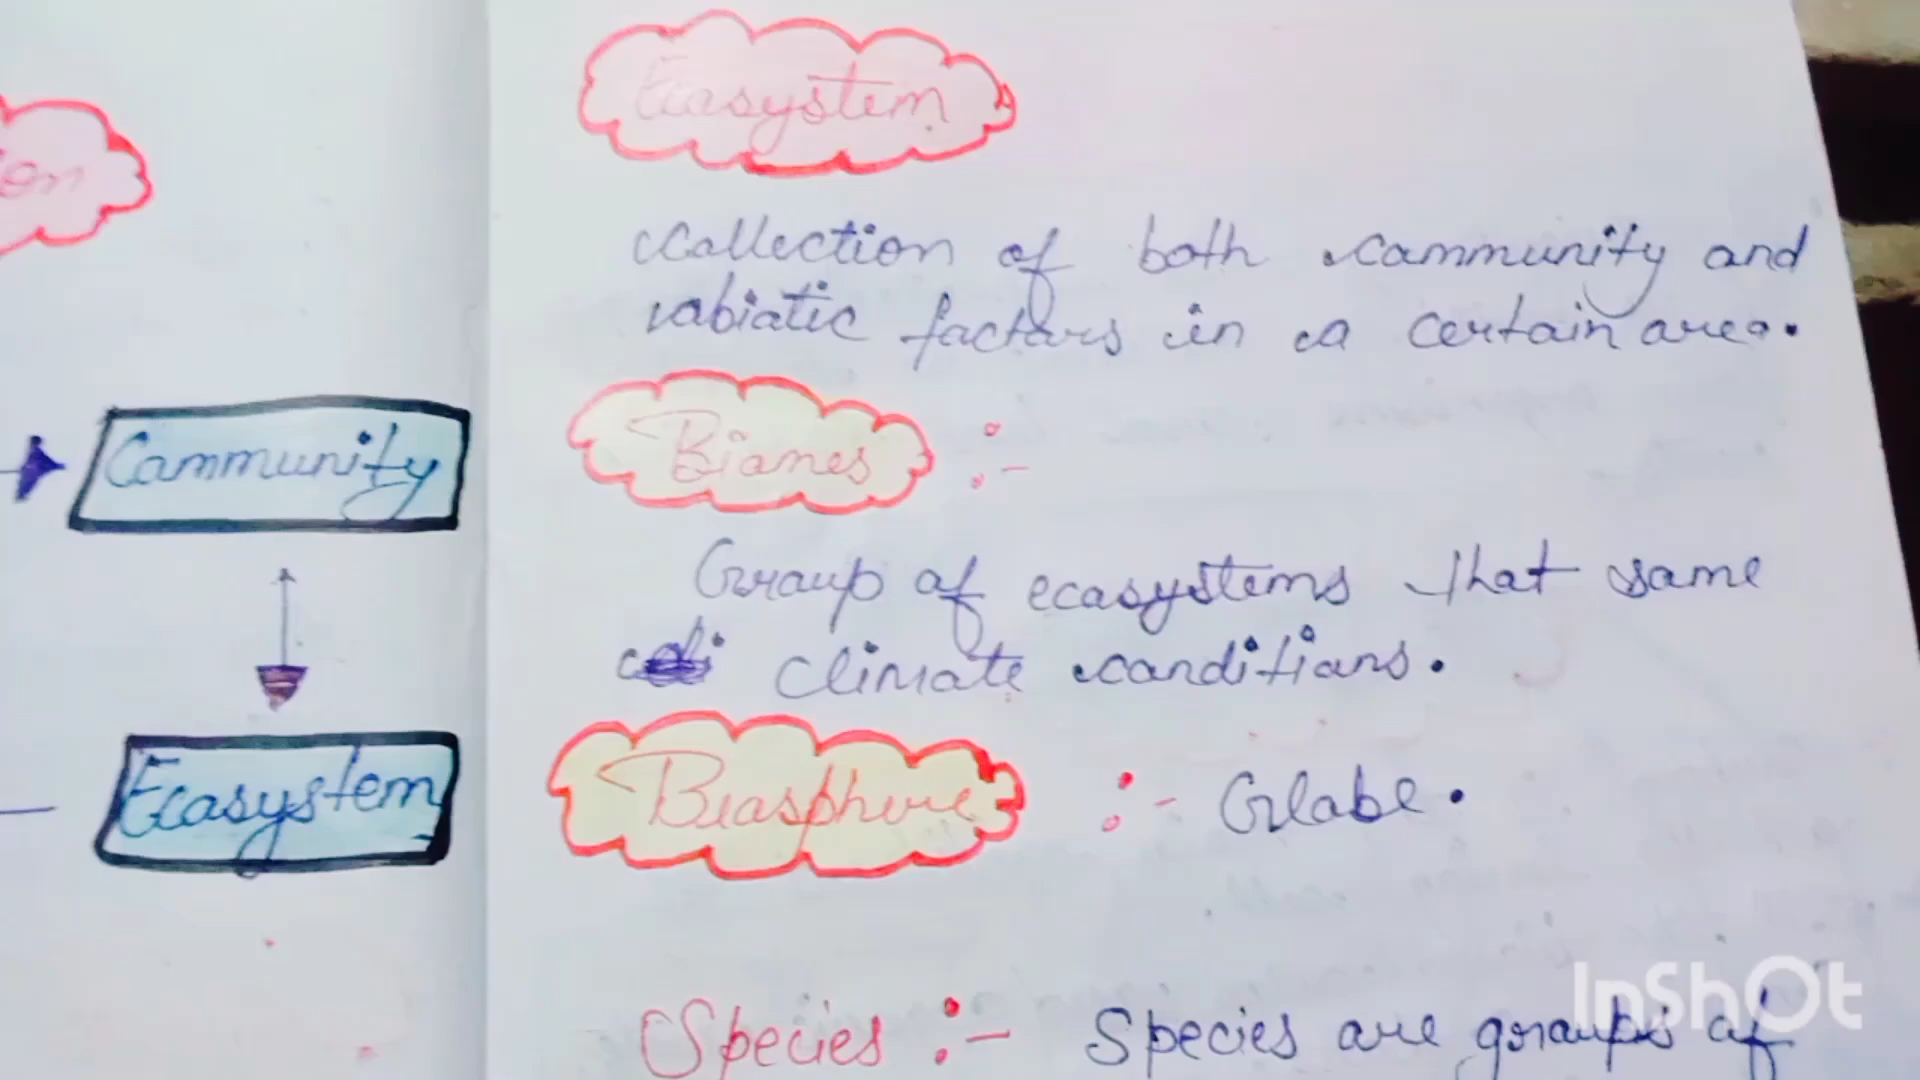 on
Community
Ecosystem
Ecosystem
Collection of both community and
abiotic factors in a certain area.
Biomes :-
Group of ecosystems that same
climate conditions.
Biosphere :- Globe.
Species :- Species are groups of
InShOt